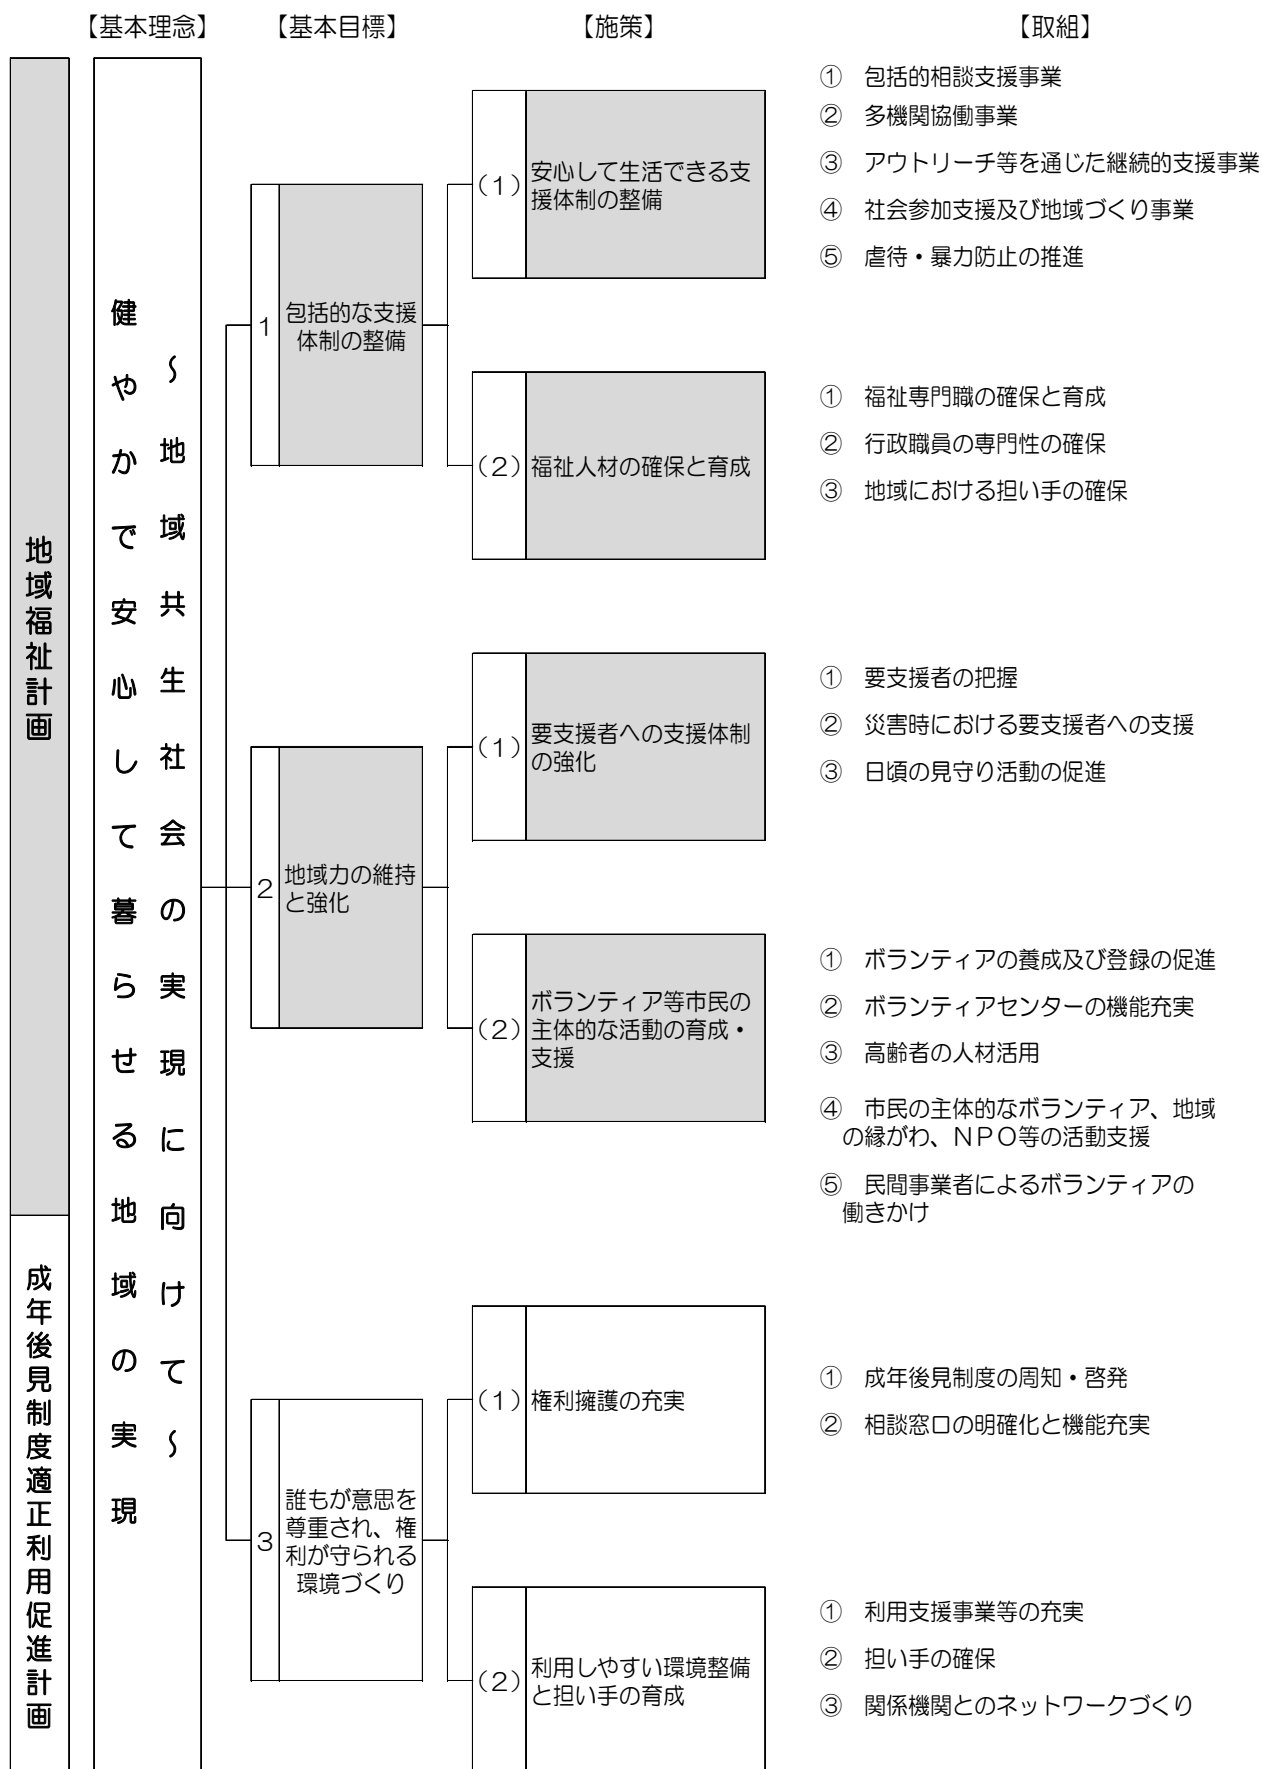 【基本理念】
【基本目標】
【施策】
【取組】
地域福祉計画
成年後見制度適正利用促進計画
健やかで安心して暮らせる地域の実現
～地域共生社会の実現に向けて～
1
包括的な支援
体制の整備
（１）
安心して生活できる支
援体制の整備
①　包括的相談支援事業
②　多機関協働事業
③　アウトリーチ等を通じた継続的支援事業
④　社会参加支援及び地域づくり事業
⑤　虐待・暴力防止の推進
（２）
福祉人材の確保と育成
①　福祉専門職の確保と育成
②　行政職員の専門性の確保
③　地域における担い手の確保
2
地域力の維持
と強化
（１）
要支援者への支援体制
の強化
①　要支援者の把握
②　災害時における要支援者への支援
③　日頃の見守り活動の促進
（２）
ボランティア等市民の
主体的な活動の育成・
支援
①　ボランティアの養成及び登録の促進
②　ボランティアセンターの機能充実
③　高齢者の人材活用
④　市民の主体的なボランティア、地域
の縁がわ、ＮＰＯ等の活動支援
⑤　民間事業者によるボランティアの
働きかけ
3
誰もが意思を
尊重され、権
利が守られる
環境づくり
（１）
権利擁護の充実
①　成年後見制度の周知・啓発
②　相談窓口の明確化と機能充実
（２）
利用しやすい環境整備
と担い手の育成
①　利用支援事業等の充実
②　担い手の確保
③　関係機関とのネットワークづくり